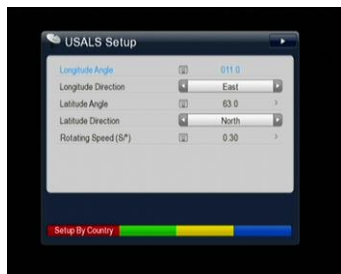 USALS Setup
Longitude Angle 011.0
Longitude Direction East
Latitude Angle 63.0
Latitude Direction North
Rotating Speed (S/°) 0.30
Setup By Country